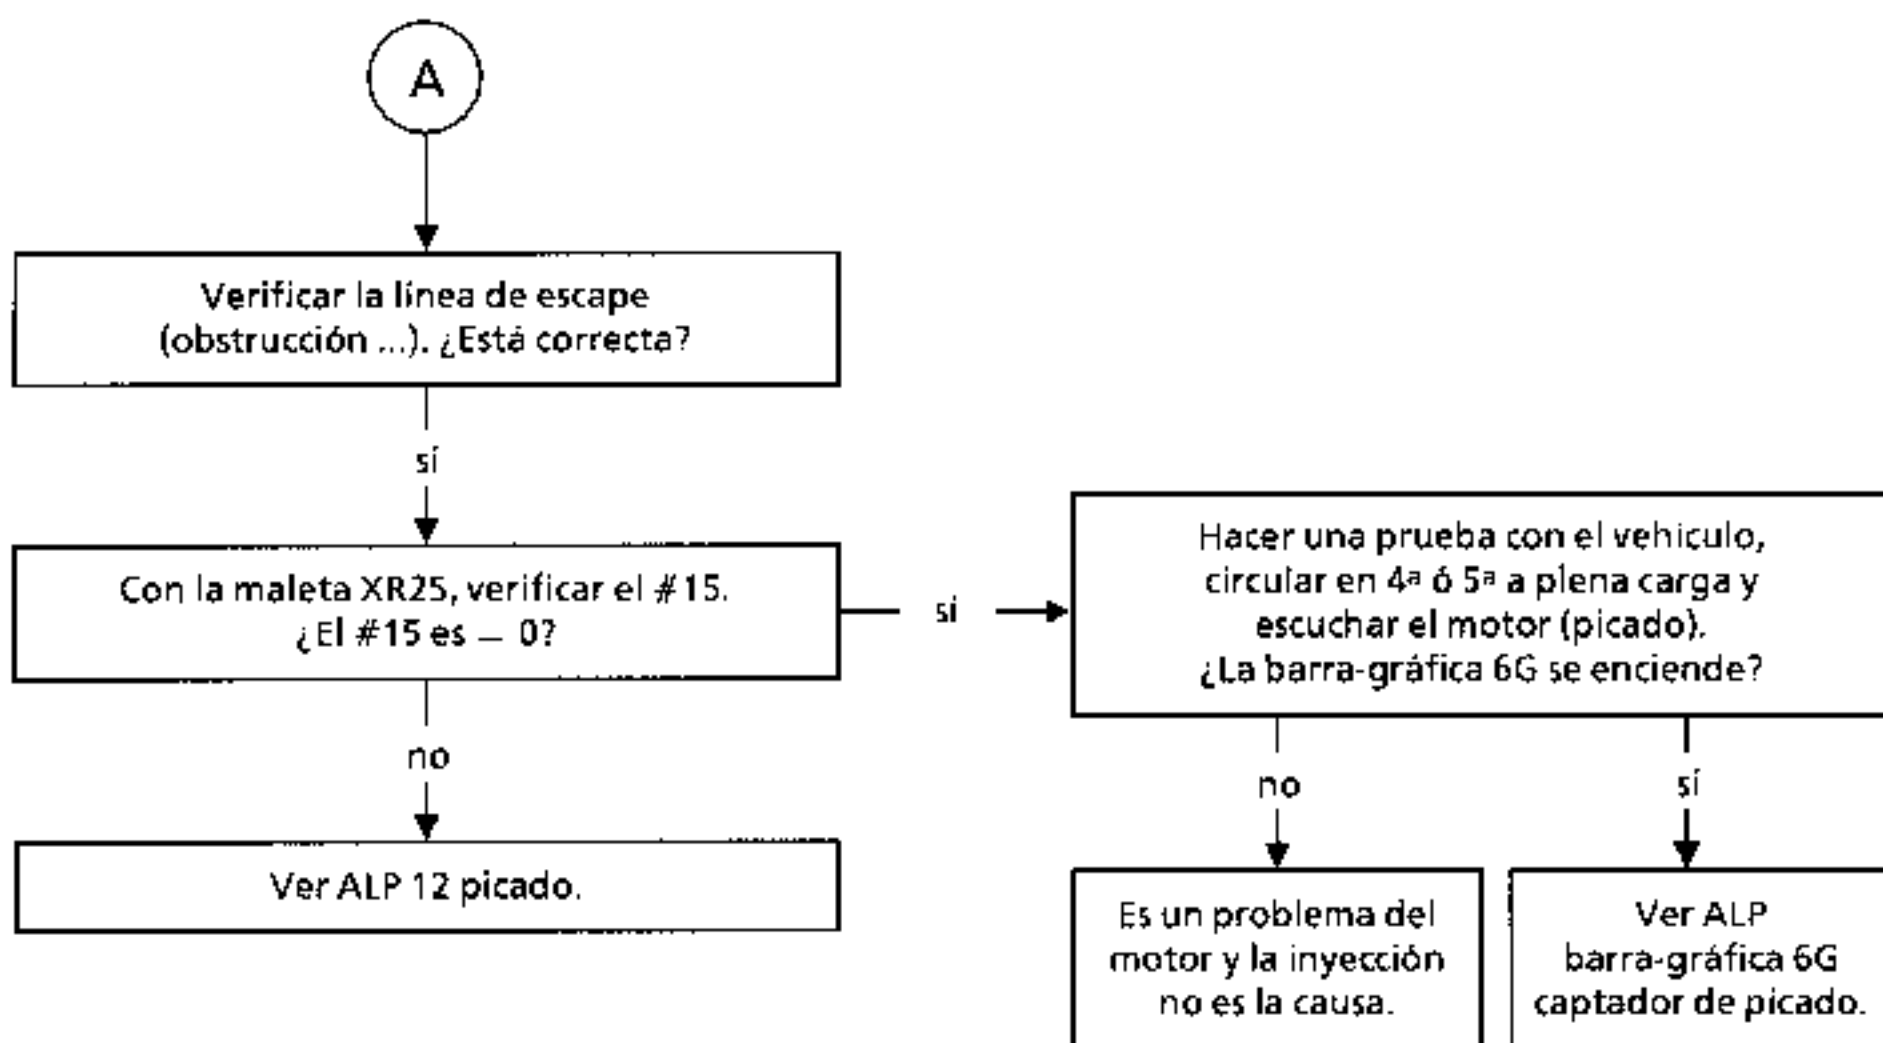 A
Verificar la línea de escape
(obstrucción ...). ¿Está correcta?
sí
Con la maleta XR25, verificar el #15.
¿El #15 es = 0?
sí
Hacer una prueba con el vehiculo,
circular en 4ª ó 5ª a plena carga y
escuchar el motor (picado).
¿La barra-gráfica 6G se enciende?
no
Ver ALP 12 picado.
no
Es un problema del
motor y la inyección
no es la causa.
sí
Ver ALP
barra-gráfica 6G
captador de picado.